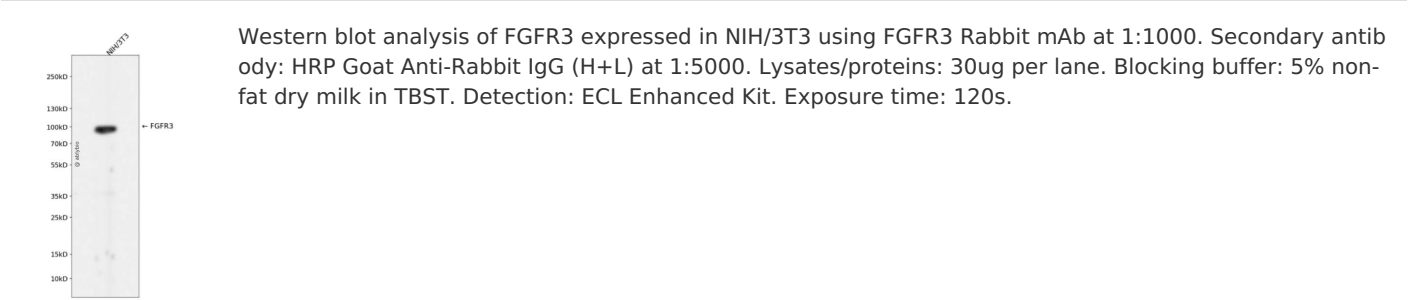 NIH/3T3
250kD
130kD
100kD
← FGFR3
70kD
55kD
35kD
25kD
15kD
10kD
Western blot analysis of FGFR3 expressed in NIH/3T3 using FGFR3 Rabbit mAb at 1:1000. Secondary antib
ody: HRP Goat Anti-Rabbit IgG (H+L) at 1:5000. Lysates/proteins: 30ug per lane. Blocking buffer: 5% non-
fat dry milk in TBST. Detection: ECL Enhanced Kit. Exposure time: 120s.